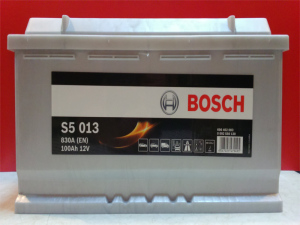 BOSCH
S5 013
830A (EN)
100Ah 12V